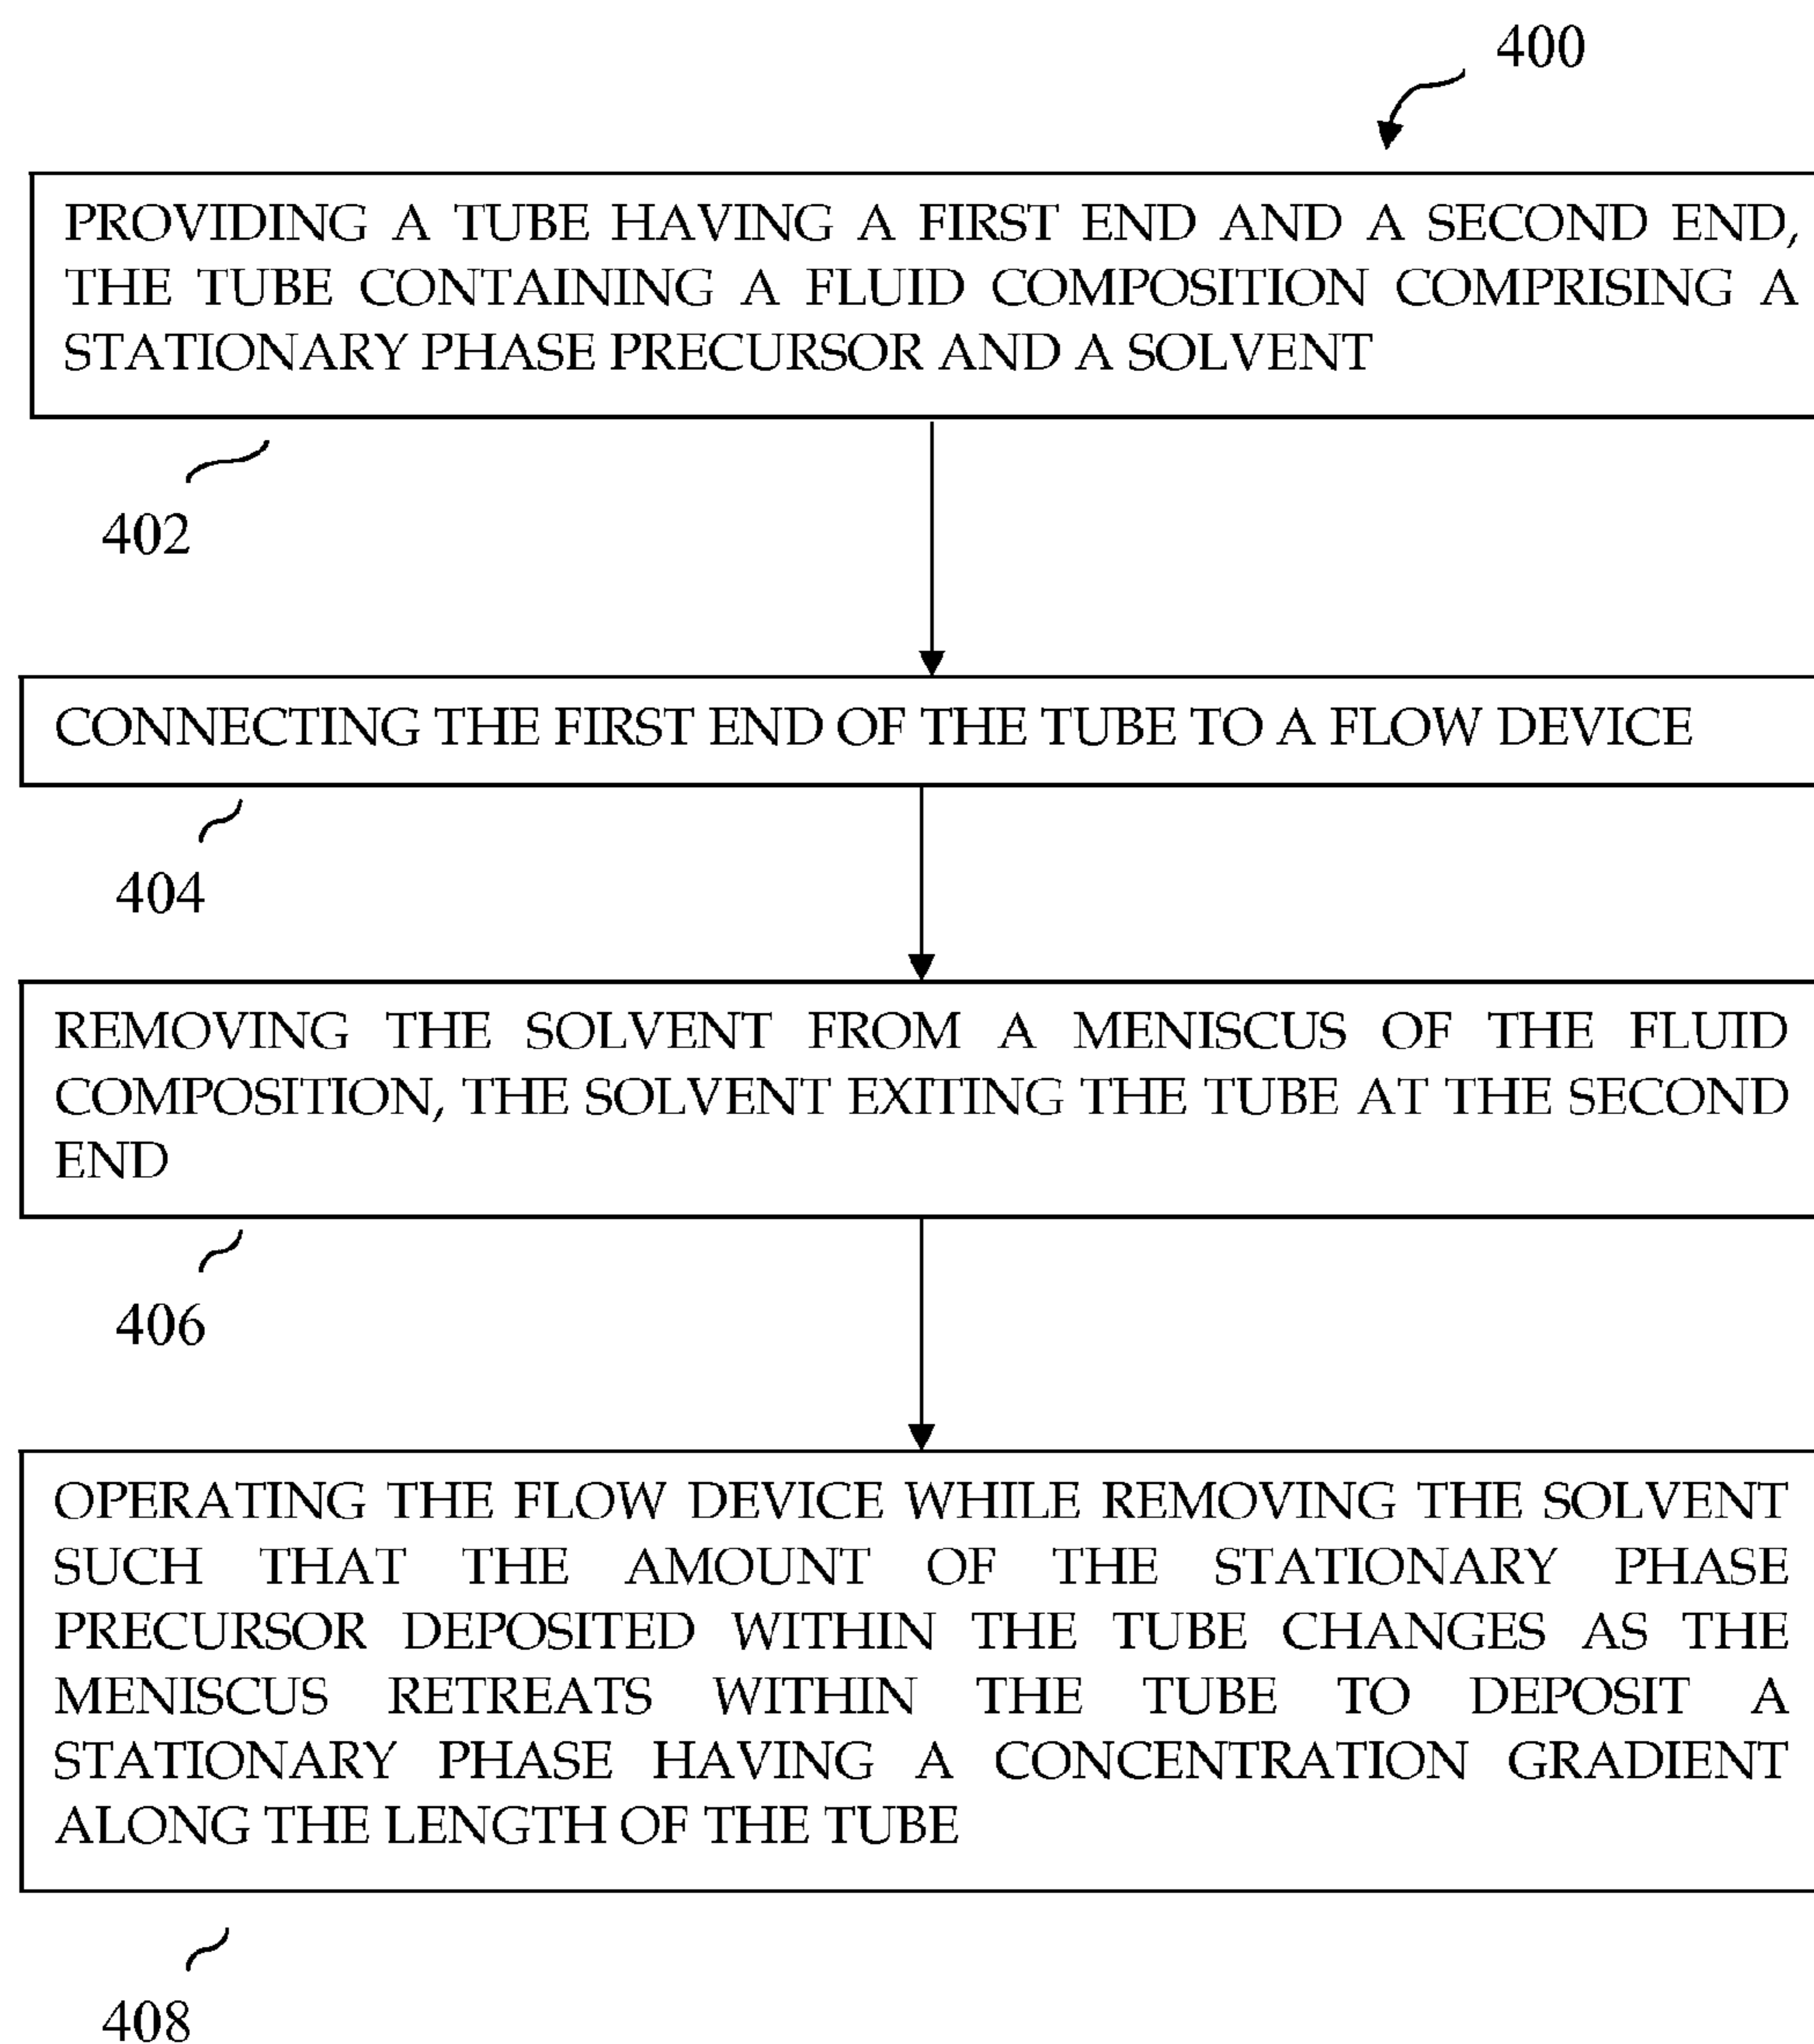 400
PROVIDING A TUBE HAVING A FIRST END AND A SECOND END,
THE TUBE CONTAINING A FLUID COMPOSITION COMPRISING A
STATIONARY PHASE PRECURSOR AND A SOLVENT
402
CONNECTING THE FIRST END OF THE TUBE TO A FLOW DEVICE
404
REMOVING THE SOLVENT FROM A MENISCUS OF THE FLUID
COMPOSITION, THE SOLVENT EXITING THE TUBE AT THE SECOND
END
406
OPERATING THE FLOW DEVICE WHILE REMOVING THE SOLVENT
SUCH THAT THE AMOUNT OF THE STATIONARY PHASE
PRECURSOR DEPOSITED WITHIN THE TUBE CHANGES AS THE
MENISCUS RETREATS WITHIN THE TUBE TO DEPOSIT A
STATIONARY PHASE HAVING A CONCENTRATION GRADIENT
ALONG THE LENGTH OF THE TUBE
408